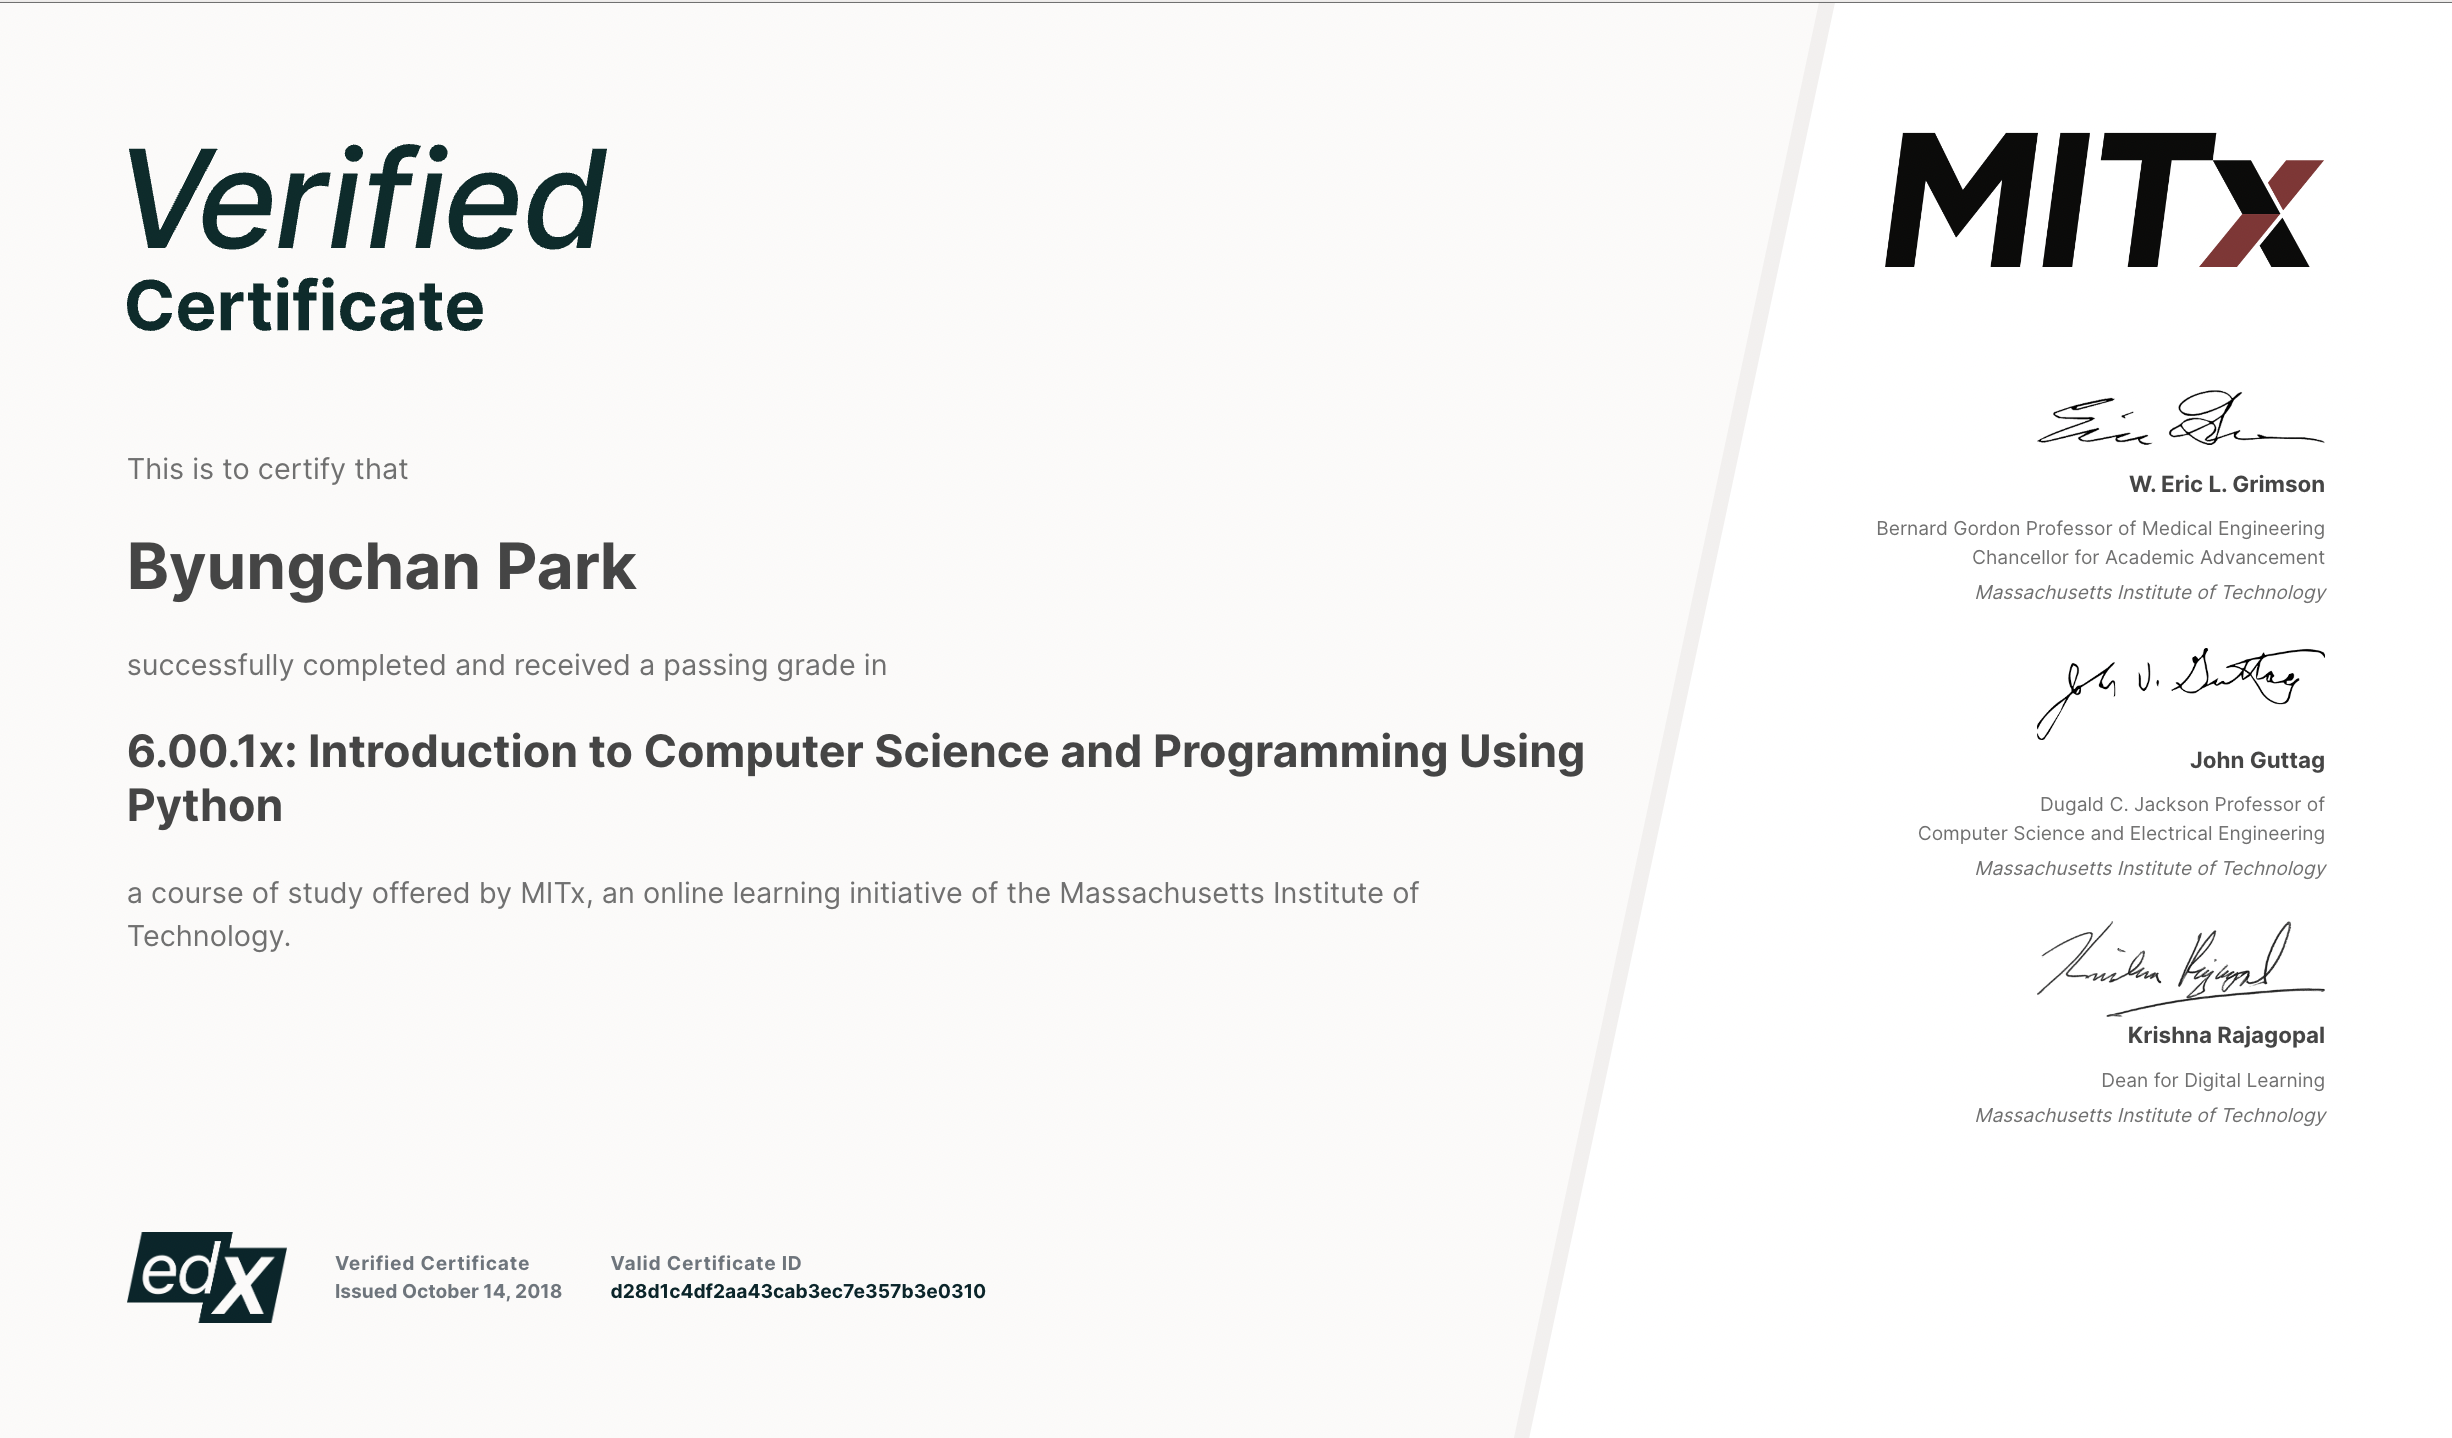 Verified
Certificate
This is to certify that
Byungchan Park
successfully completed and received a passing grade in
6.00.1x: Introduction to Computer Science and Programming Using
Python
a course of study offered by MITx, an online learning initiative of the Massachusetts Institute of
Technology.
edX
Verified Certificate
Issued October 14, 2018
Valid Certificate ID
d28d1c4df2aa43cab3ec7e357b3e0310
MITx
W. Eric L. Grimson
Bernard Gordon Professor of Medical Engineering
Chancellor for Academic Advancement
Massachusetts Institute of Technology
John V. Guttag
John Guttag
Dugald C. Jackson Professor of
Computer Science and Electrical Engineering
Massachusetts Institute of Technology
Krishna Rajagopal
Krishna Rajagopal
Dean for Digital Learning
Massachusetts Institute of Technology